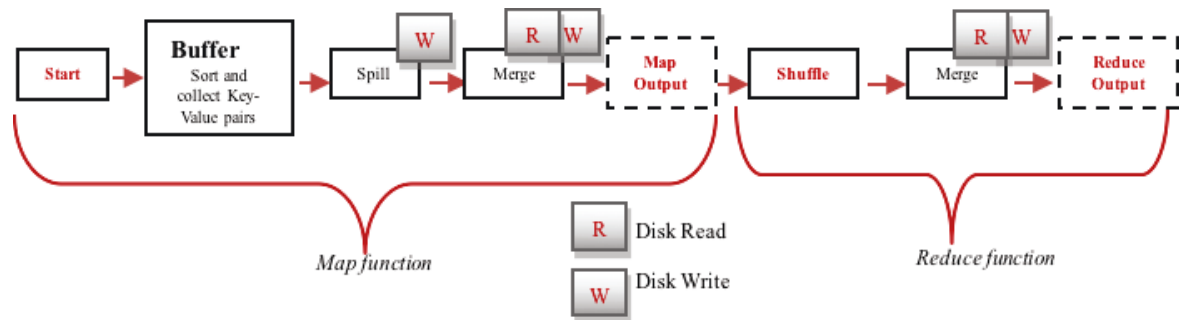 Start
Buffer
Sort and
collect Key-
Value pairs
Spill
W
Merge
R W
Map
Output
Shuffle
Merge
R W
Reduce
Output
Map function
Reduce function
R Disk Read
W Disk Write